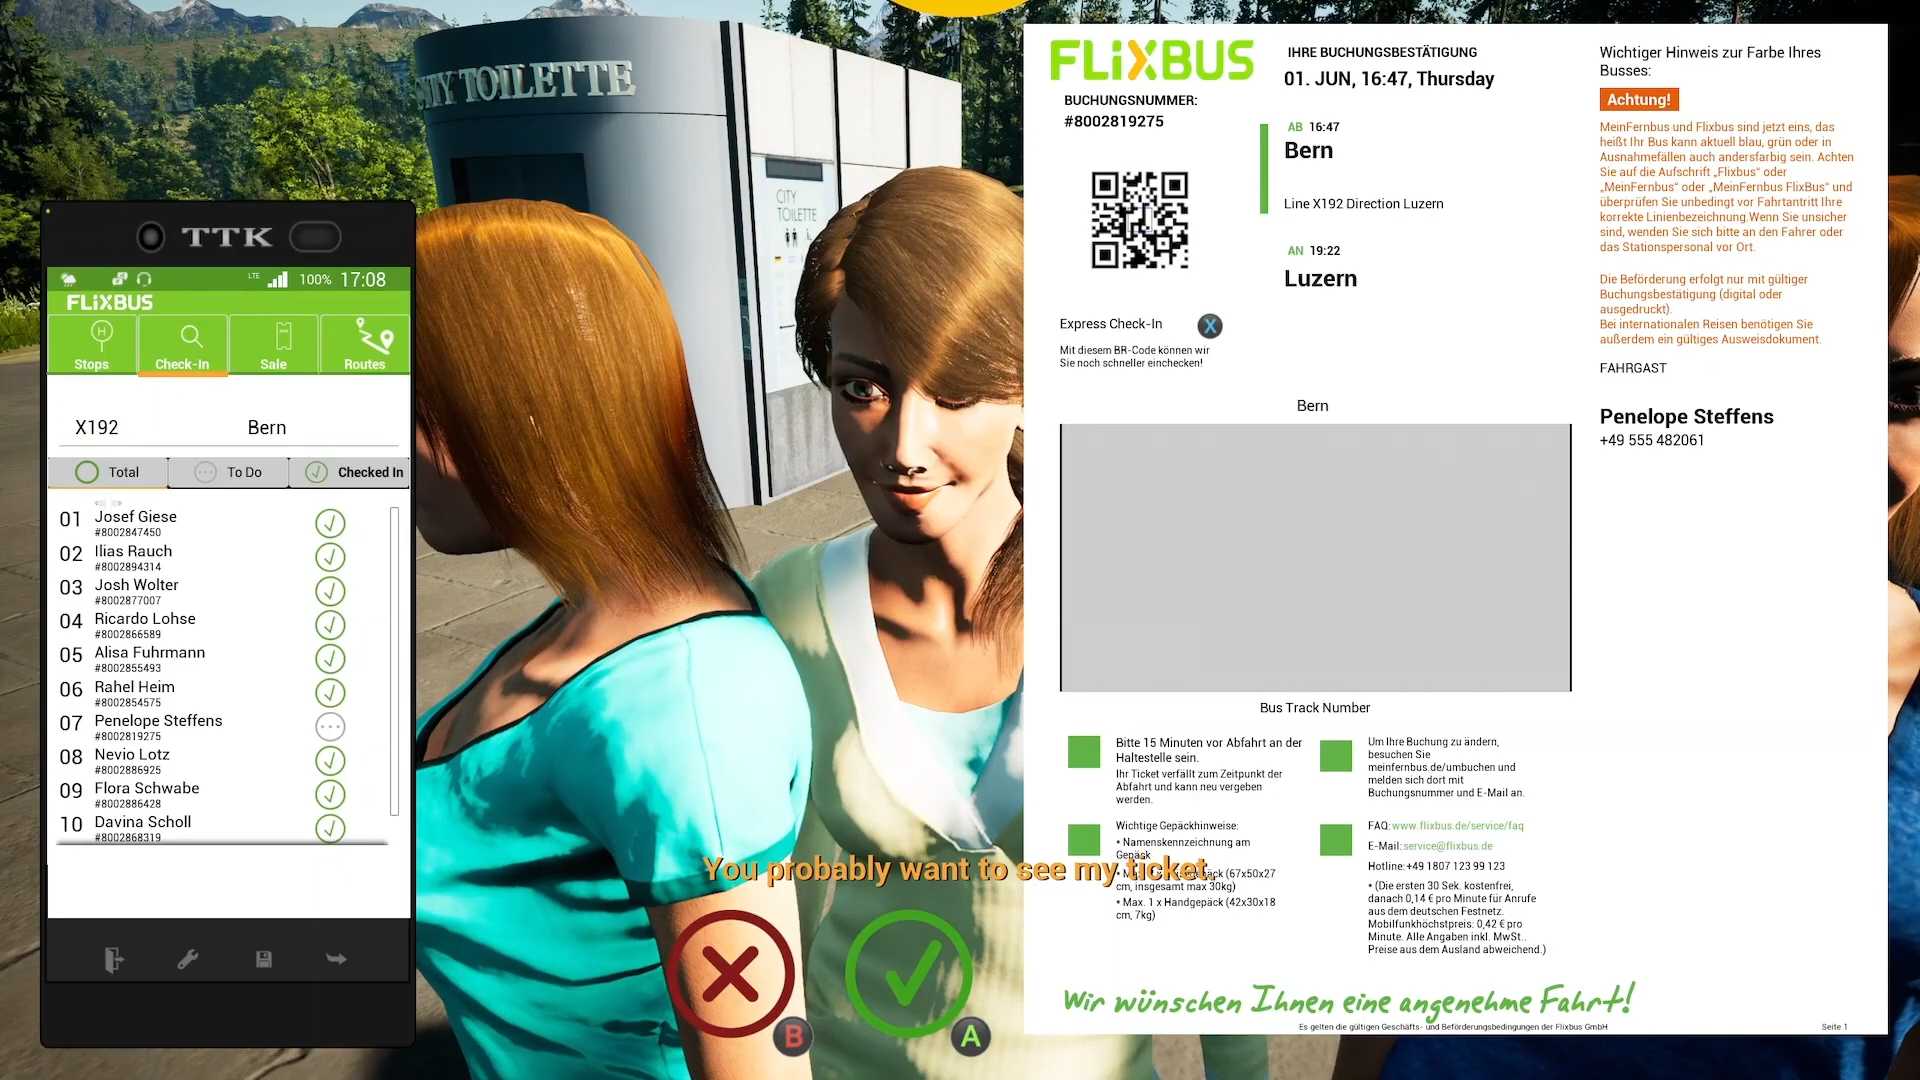 CITY TOILETTE
CITY
TOILETTE
TTK
LTE 100% 17:08
FLiXBUS
Stops
Check-In
Sale
Routes
X192 Bern
Total
To Do
Checked In
01 Josef Giese
#8002847450
02 Ilias Rauch
#8002894314
03 Josh Wolter
#8002877007
04 Ricardo Lohse
#8002866589
05 Alisa Fuhrmann
#8002855493
06 Rahel Heim
#8002854575
07 Penelope Steffens
#8002819275
08 Nevio Lotz
#8002886925
09 Flora Schwabe
#8002886428
10 Davina Scholl
#8002868319
FLiXBUS
BUCHUNGSNUMMER:
#8002819275
Express Check-In
X
Mit diesem BR-Code können wir
Sie noch schneller einchecken!
IHRE BUCHUNGSBESTÄTIGUNG
01. JUN, 16:47, Thursday
AB 16:47
Bern
Line X192 Direction Luzern
AN 19:22
Luzern
Wichtiger Hinweis zur Farbe Ihres
Busses:
Achtung!
MeinFernbus und Flixbus sind jetzt eins, das
heißt Ihr Bus kann aktuell blau, grün oder in
Ausnahmefällen auch andersfarbig sein. Achten
Sie auf die Aufschrift „Flixbus“ oder
„MeinFernbus“ oder „MeinFernbus FlixBus“ und
überprüfen Sie unbedingt vor Fahrtantritt Ihre
korrekte Linienbezeichnung.Wenn Sie unsicher
sind, wenden Sie sich bitte an den Fahrer oder
das Stationspersonal vor Ort.
Die Beförderung erfolgt nur mit gültiger
Buchungsbestätigung (digital oder
ausgedruckt).
Bei internationalen Reisen benötigen Sie
außerdem ein gültiges Ausweisdokument.
FAHRGAST
Penelope Steffens
+49 555 482061
Bern
Bus Track Number
Bitte 15 Minuten vor Abfahrt an der
Haltestelle sein.
Ihr Ticket verfällt zum Zeitpunkt der
Abfahrt und kann neu vergeben
werden.
Wichtige Gepäckhinweise:
* Namenskennzeichnung am
Gepäck
(67x50x27
cm, insgesamt max 30kg)
* Max. 1 x Handgepäck (42x30x18
cm, 7kg)
Um Ihre Buchung zu ändern,
besuchen Sie
meinfernbus.de/umbuchen und
melden sich dort mit
Buchungsnummer und E-Mail an.
FAQ: www.flixbus.de/service/faq
E-Mail: service@flixbus.de
Hotline: +49 1807 123 99 123
* (Die ersten 30 Sek. kostenfrei,
danach 0,14 € pro Minute für Anrufe
aus dem deutschen Festnetz.
Mobilfunkhöchstpreis: 0,42 € pro
Minute. Alle Angaben inkl. MwSt..
Preise aus dem Ausland abweichend.)
Wir wünschen Ihnen eine angenehme Fahrt!
Es gelten die gültigen Geschäfts- und Beförderungsbedingungen der Flixbus GmbH
Seite 1
You probably want to see my ticket.
B
A